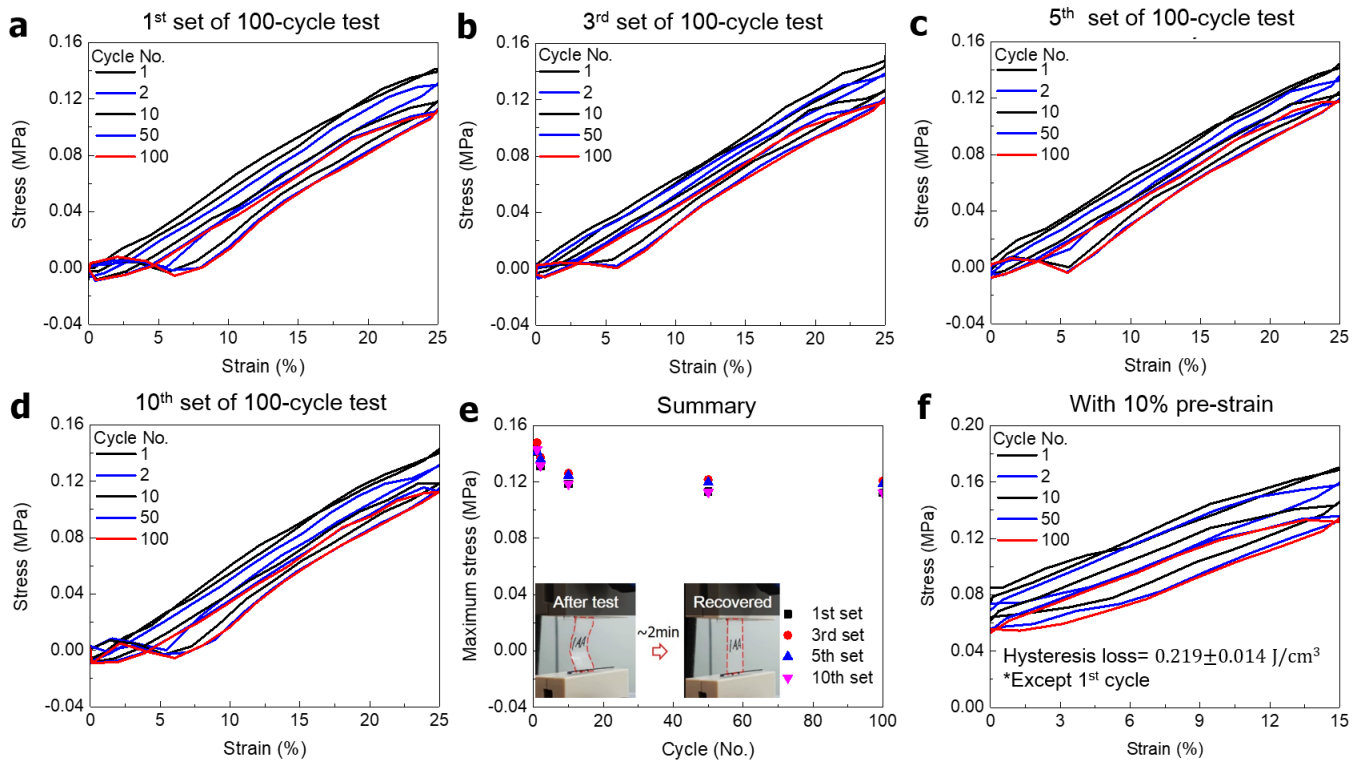 a
1st set of 100-cycle test
Stress (MPa)
0.16
0.12
0.08
0.04
0.00
-0.04
Cycle No.
1
2
10
50
100
0 5 10 15 20 25
Strain (%)
b
3rd set of 100-cycle test
Stress (MPa)
0.16
0.12
0.08
0.04
0.00
-0.04
Cycle No.
1
2
10
50
100
0 5 10 15 20 25
Strain (%)
c
5th set of 100-cycle test
Stress (MPa)
0.16
0.12
0.08
0.04
0.00
-0.04
Cycle No.
1
2
10
50
100
0 5 10 15 20 25
Strain (%)
d
10th set of 100-cycle test
Stress (MPa)
0.16
0.12
0.08
0.04
0.00
-0.04
Cycle No.
1
2
10
50
100
0 5 10 15 20 25
Strain (%)
e
Summary
Maximum stress (MPa)
0.16
0.12
0.08
0.04
0.00
-0.04
After test
~2min
Recovered
1st set
3rd set
5th set
10th set
0 20 40 60 80 100
Cycle (No.)
f
With 10% pre-strain
Stress (MPa)
0.20
0.16
0.12
0.08
0.04
0.00
Cycle No.
1
2
10
50
100
Hysteresis loss= 0.219±0.014 J/cm³
*Except 1st cycle
0 3 6 9 12 15
Strain (%)